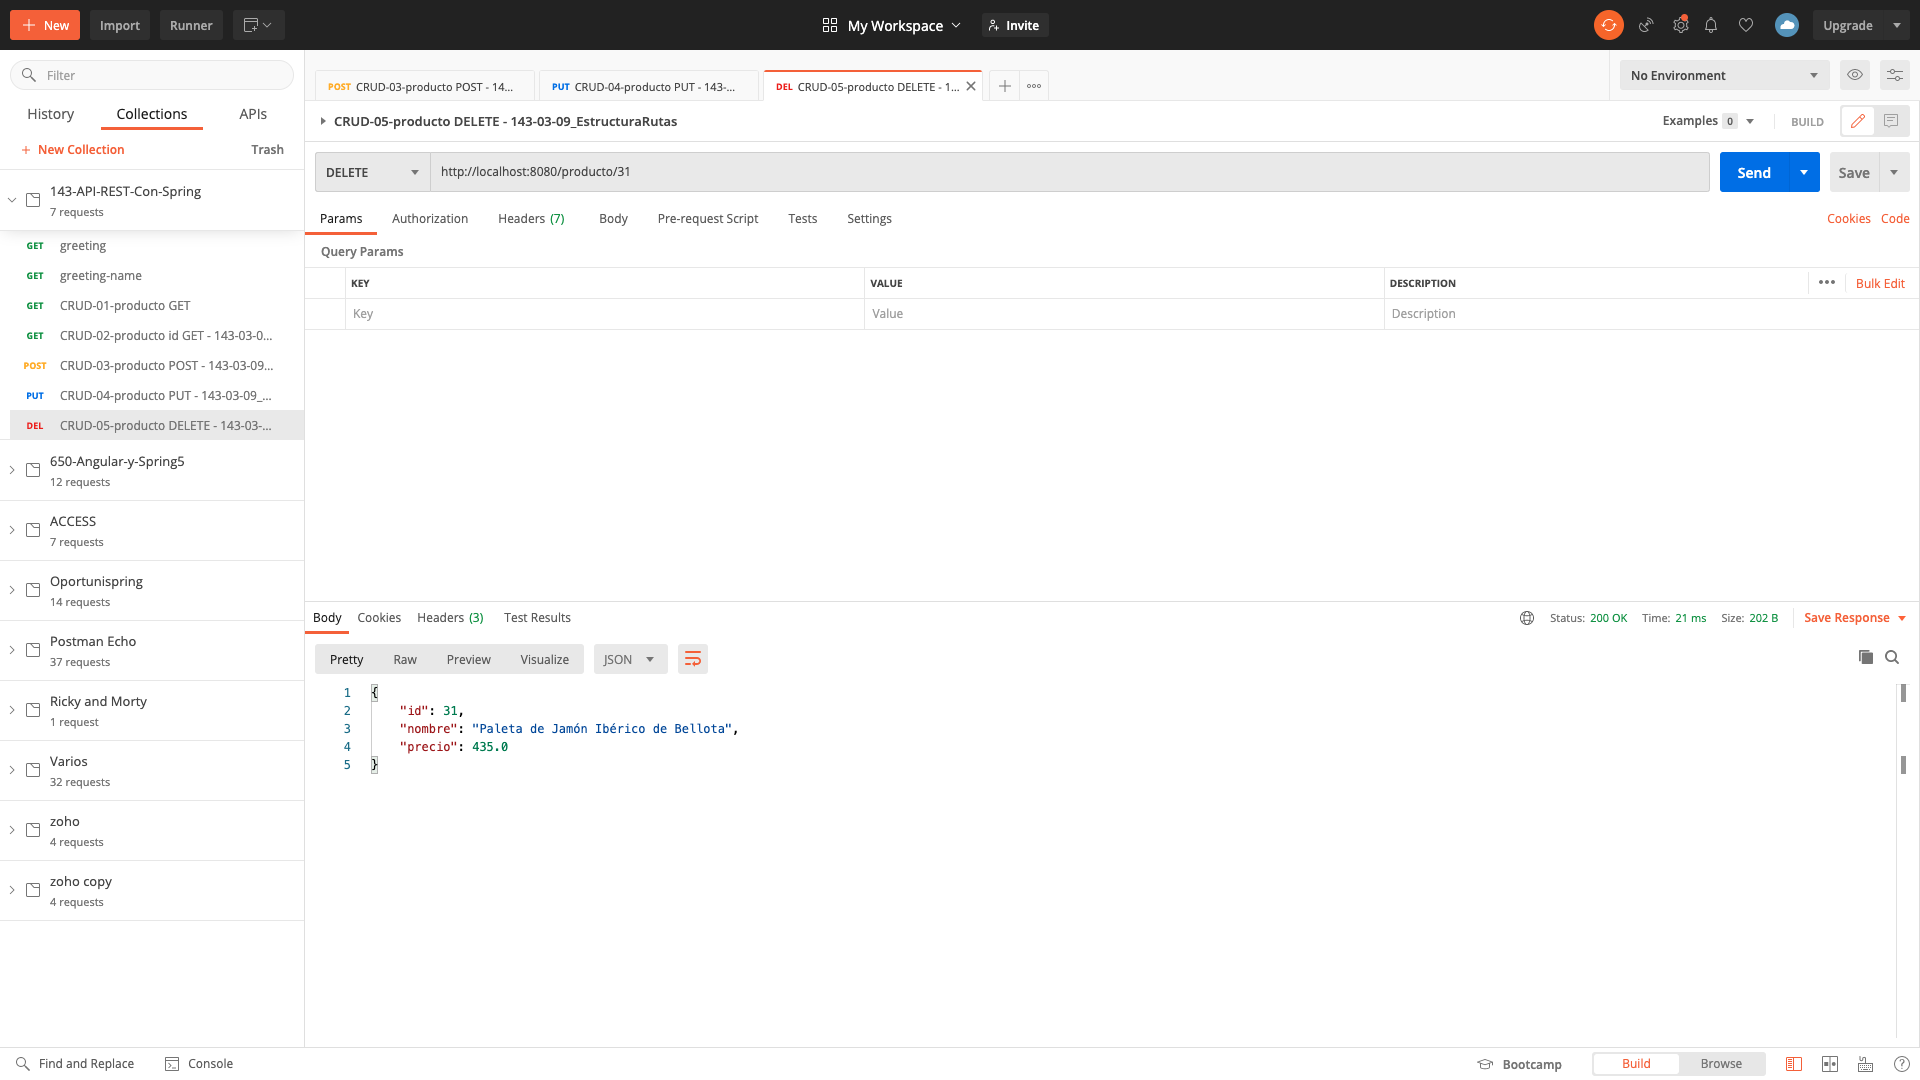 New
Import
Runner
My Workspace
Invite
Upgrade
Filter
History
Collections
APIs
New Collection
Trash
143-API-REST-Con-Spring
7 requests
GET greeting
GET greeting-name
GET CRUD-01-producto GET
GET CRUD-02-producto id GET - 143-03-0...
POST CRUD-03-producto POST - 143-03-09...
PUT CRUD-04-producto PUT - 143-03-09_...
DEL CRUD-05-producto DELETE - 143-03-...
650-Angular-y-Spring5
12 requests
ACCESS
7 requests
Oportunispring
14 requests
Postman Echo
37 requests
Ricky and Morty
1 request
Varios
32 requests
zoho
4 requests
zoho copy
4 requests
POST CRUD-03-producto POST - 14...
PUT CRUD-04-producto PUT - 143-...
DEL CRUD-05-producto DELETE - 1...
No Environment
CRUD-05-producto DELETE - 143-03-09_EstructuraRutas
Examples 0
BUILD
DELETE
http://localhost:8080/producto/31
Send
Save
Params
Authorization
Headers (7)
Body
Pre-request Script
Tests
Settings
Cookies
Code
Query Params
KEY
VALUE
DESCRIPTION
Bulk Edit
Key
Value
Description
Body
Cookies
Headers (3)
Test Results
Status: 200 OK
Time: 21 ms
Size: 202 B
Save Response
Pretty
Raw
Preview
Visualize
JSON
1 {
2 "id": 31,
3 "nombre": "Paleta de Jamón Ibérico de Bellota",
4 "precio": 435.0
5 }
Find and Replace
Console
Bootcamp
Build
Browse